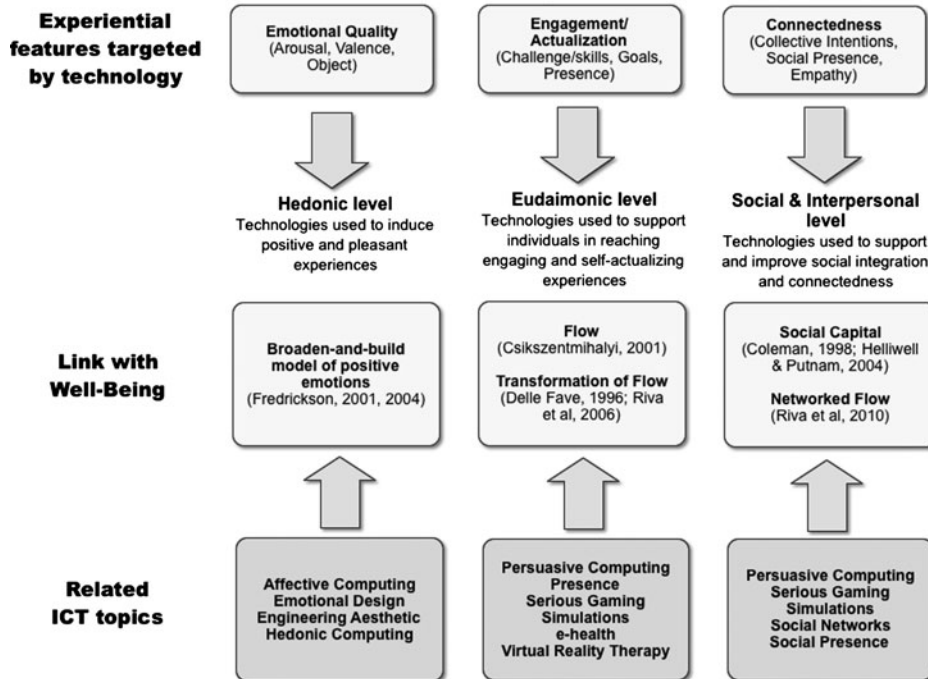 Experiential
features targeted
by technology
Emotional Quality
(Arousal, Valence,
Object)
Engagement/
Actualization
(Challenge/skills, Goals,
Presence)
Connectedness
(Collective Intentions,
Social Presence,
Empathy)
Hedonic level
Technologies used to induce
positive and pleasant
experiences
Eudaimonic level
Technologies used to support
individuals in reaching
engaging and self-actualizing
experiences
Social & Interpersonal
level
Technologies used to support
and improve social integration
and connectedness
Link with
Well-Being
Broaden-and-build
model of positive
emotions
(Fredrickson, 2001, 2004)
Flow
(Csikszentmihalyi, 2001)
Transformation of Flow
(Delle Fave, 1996; Riva
et al, 2006)
Social Capital
(Coleman, 1998; Helliwell
& Putnam, 2004)
Networked Flow
(Riva et al, 2010)
Related
ICT topics
Affective Computing
Emotional Design
Engineering Aesthetic
Hedonic Computing
Persuasive Computing
Presence
Serious Gaming
Simulations
e-health
Virtual Reality Therapy
Persuasive Computing
Serious Gaming
Simulations
Social Networks
Social Presence